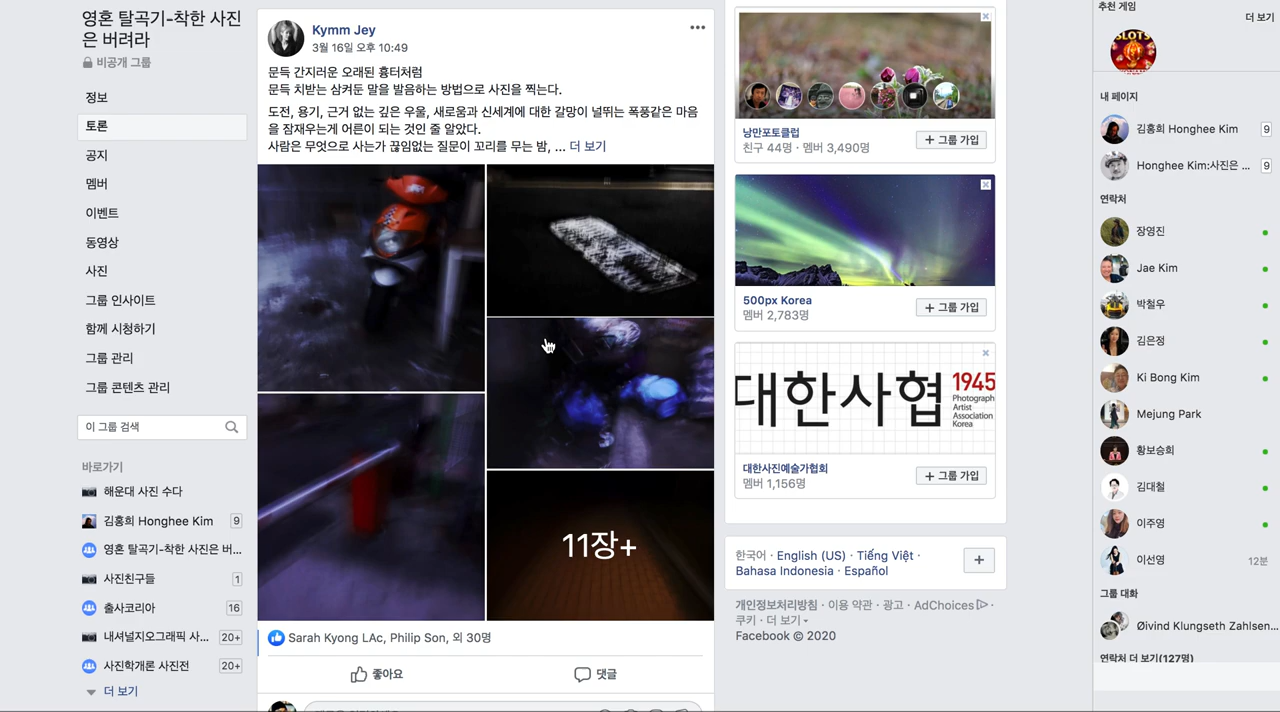 영혼 탈곡기-착한 사진
은 버려라
비공개 그룹
정보
토론
공지
멤버
이벤트
동영상
사진
그룹 인사이트
함께 시청하기
그룹 관리
그룹 콘텐츠 관리
이 그룹 검색
바로가기
해운대 사진 수다
김홍희 Honghee Kim 9
영혼 탈곡기-착한 사진은 버...
사진친구들 1
출사코리아 16
내셔널지오그래픽 사... 20+
사진학개론 사진전 20+
더 보기
Kymm Jey
3월 16일 오후 10:49
문득 간지러운 오래된 흉터처럼
문득 치받는 삼켜둔 말을 발음하는 방법으로 사진을 찍는다.
도전, 용기, 근거 없는 깊은 우울, 새로움과 신세계에 대한 갈망이 널뛰는 폭풍같은 마음
을 잠재우는게 어른이 되는 것인 줄 알았다.
사람은 무엇으로 사는가 끊임없는 질문이 꼬리를 무는 밤, ... 더 보기
11장+
Sarah Kyong LAc, Philip Son, 외 30명
좋아요
댓글
낭만포토클럽
친구 44명 · 멤버 3,490명
+ 그룹 가입
500px Korea
멤버 2,783명
+ 그룹 가입
대한사협 1945
Photograph
Artist
Association
Korea
대한사진예술가협회
멤버 1,156명
+ 그룹 가입
한국어 · English (US) · Tiếng Việt ·
Bahasa Indonesia · Español
+
개인정보처리방침 · 이용 약관 · 광고 · AdChoices ·
쿠키 · 더 보기
Facebook © 2020
추천 게임
더 보기
SLOTS
내 페이지
김홍희 Honghee Kim 9
Honghee Kim:사진은 ... 9
연락처
장영진
Jae Kim
박철우
김은정
Ki Bong Kim
Mejung Park
황보승희
김대철
이주영
이선영 12분
그룹 대화
Øivind Klungseth Zahlsen...
연락처 더 보기(127명)